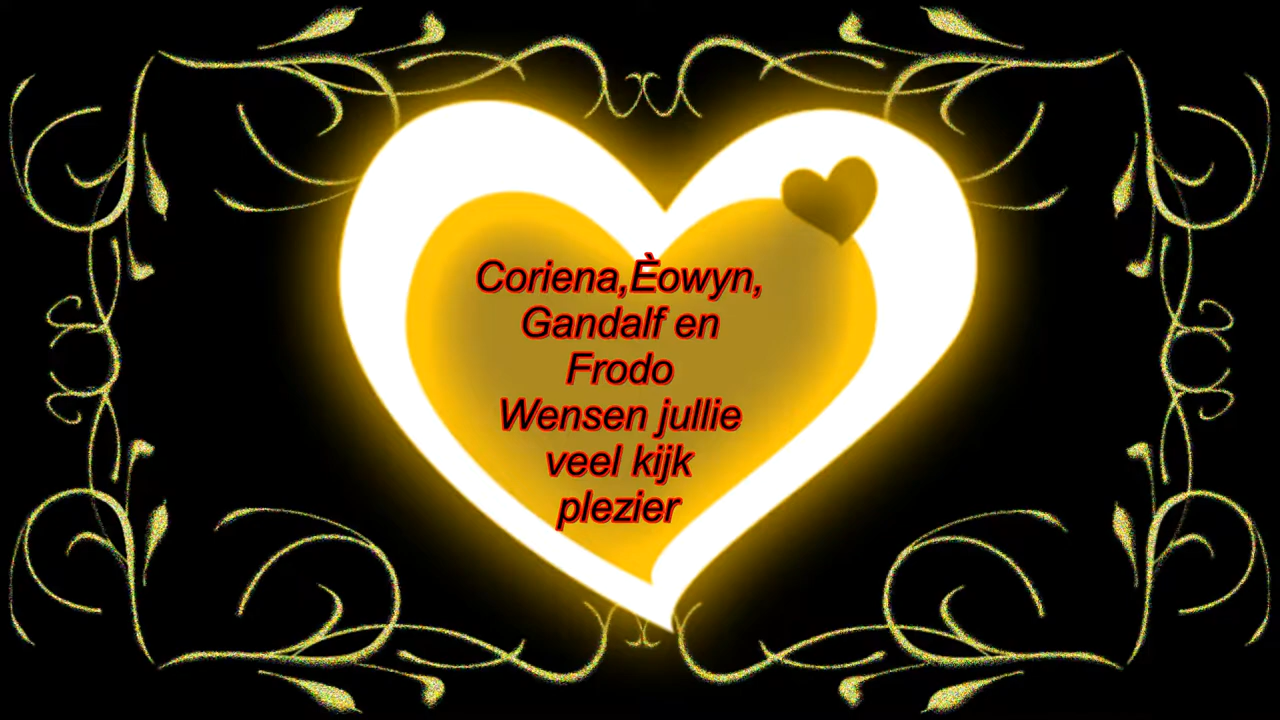 Coriena,Èowyn,
Gandalf en
Frodo
Wensen jullie
veel kijk
plezier